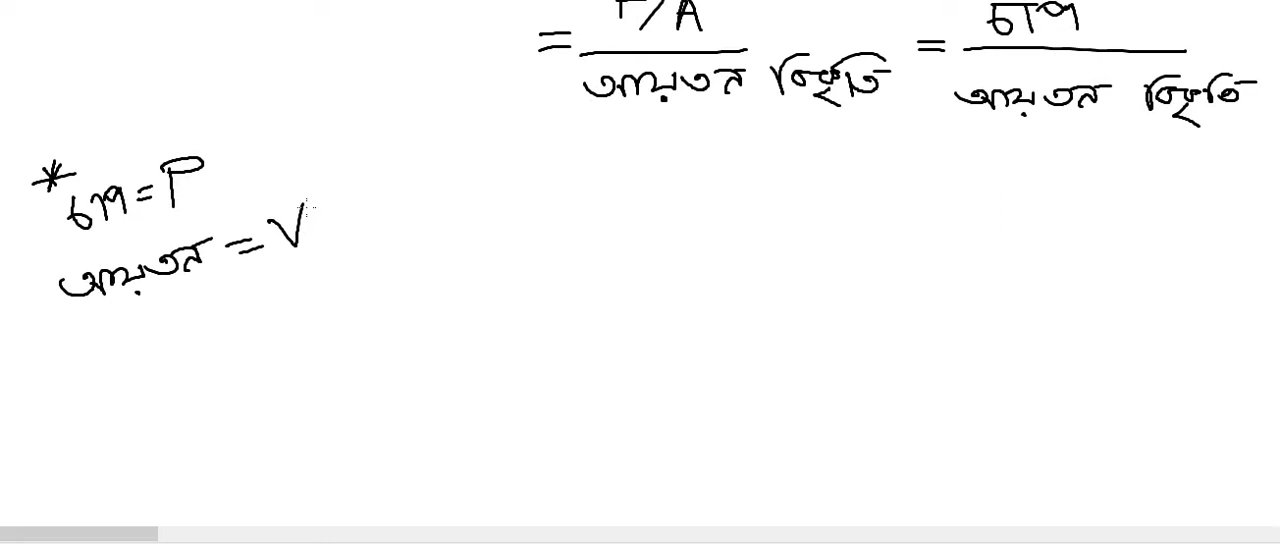 = F/A / আয়তন বিকৃতি = চাপ / আয়তন বিকৃতি
* চাপ = P
আয়তন = V